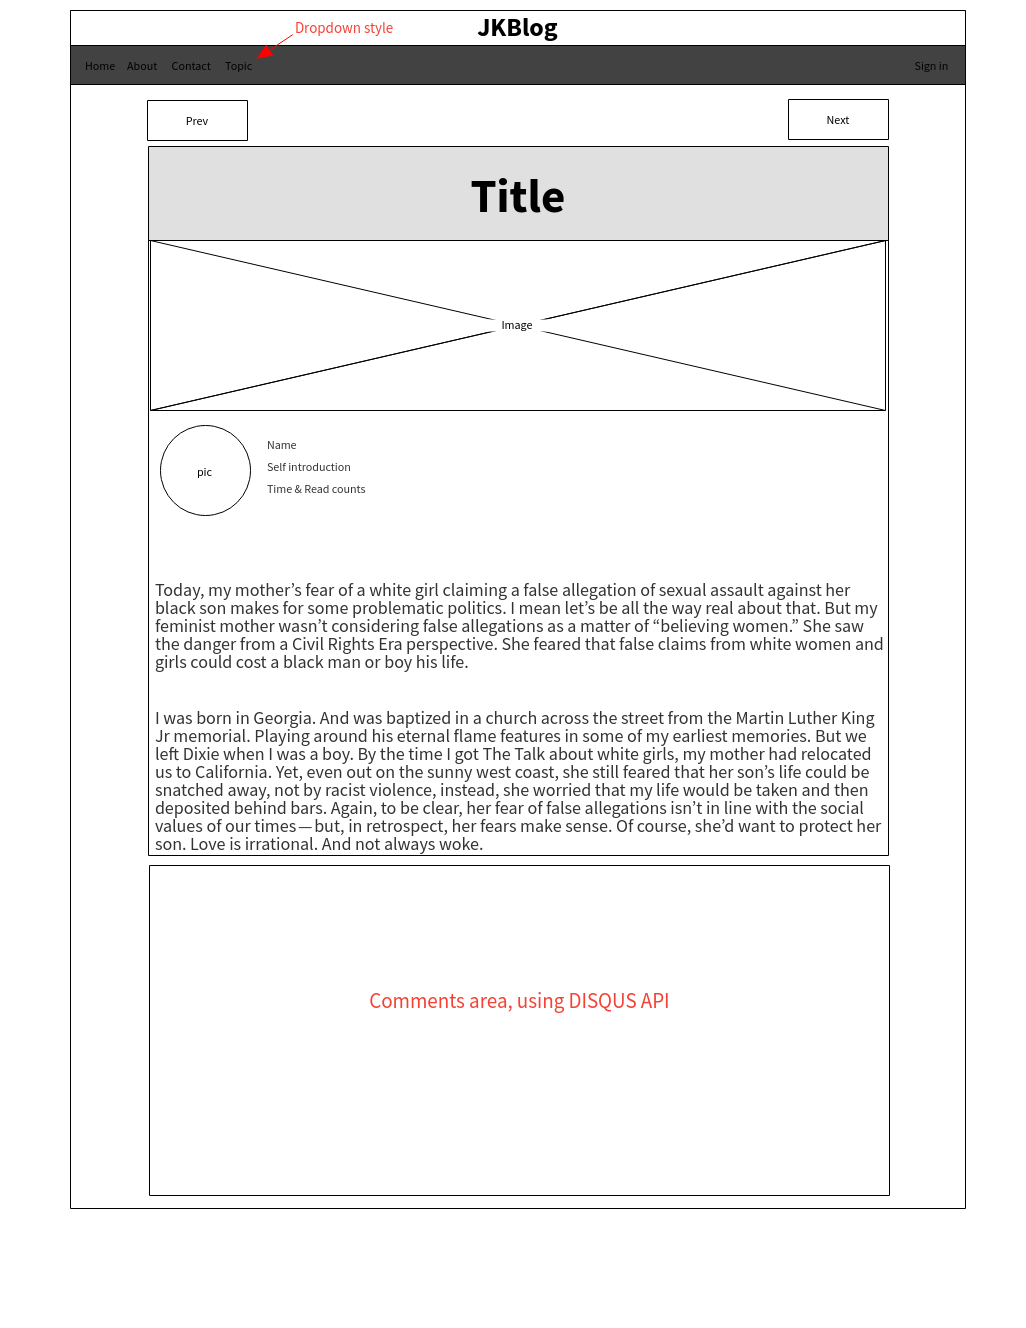 Dropdown style
JKBlog
Home About Contact Topic Sign in
Prev
Next
Title
Image
pic
Name
Self introduction
Time & Read counts
Today, my mother’s fear of a white girl claiming a false allegation of sexual assault against her
black son makes for some problematic politics. I mean let’s be all the way real about that. But my
feminist mother wasn’t considering false allegations as a matter of “believing women.” She saw
the danger from a Civil Rights Era perspective. She feared that false claims from white women and
girls could cost a black man or boy his life.
I was born in Georgia. And was baptized in a church across the street from the Martin Luther King
Jr memorial. Playing around his eternal flame features in some of my earliest memories. But we
left Dixie when I was a boy. By the time I got The Talk about white girls, my mother had relocated
us to California. Yet, even out on the sunny west coast, she still feared that her son’s life could be
snatched away, not by racist violence, instead, she worried that my life would be taken and then
deposited behind bars. Again, to be clear, her fear of false allegations isn’t in line with the social
values of our times — but, in retrospect, her fears make sense. Of course, she’d want to protect her
son. Love is irrational. And not always woke.
Comments area, using DISQUS API